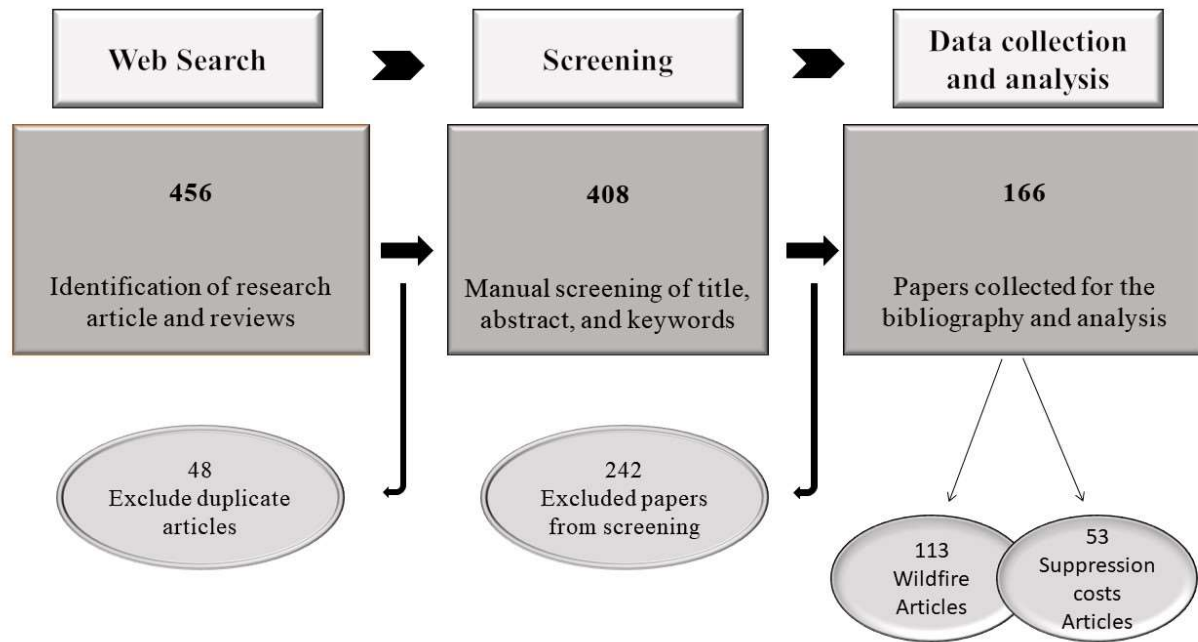 Web Search
Screening
Data collection
and analysis
456
Identification of research
article and reviews
408
Manual screening of title,
abstract, and keywords
166
Papers collected for the
bibliography and analysis
48
Exclude duplicate
articles
242
Excluded papers
from screening
113
Wildfire
Articles
53
Suppression
costs
Articles